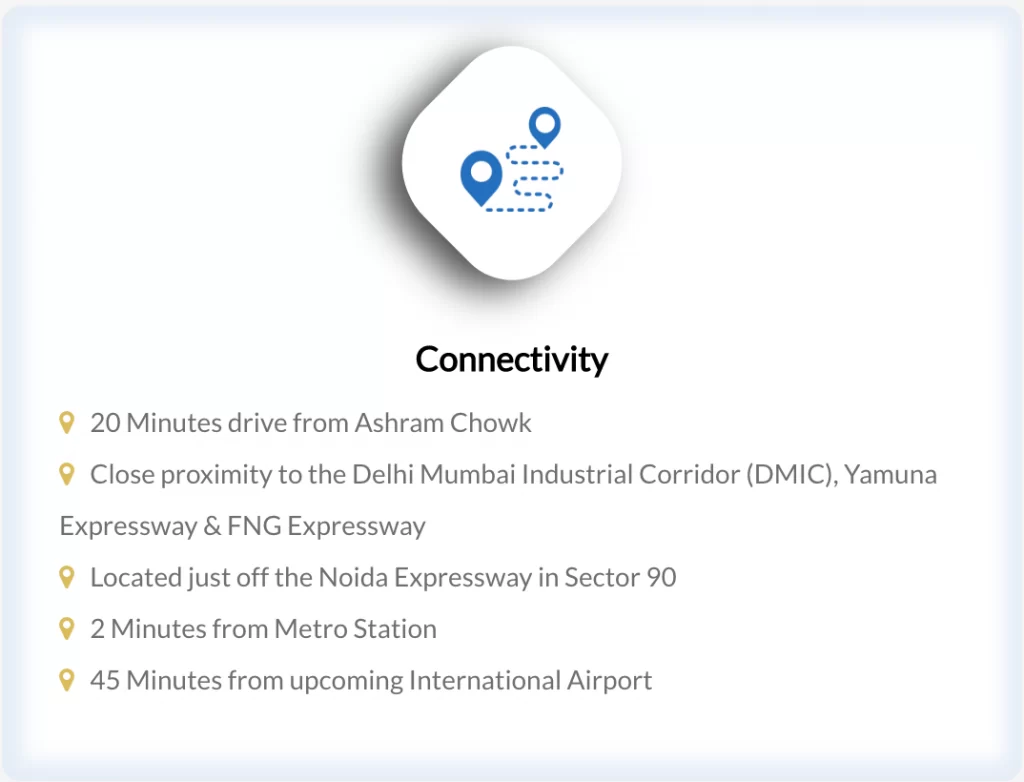 Connectivity
20 Minutes drive from Ashram Chowk
Close proximity to the Delhi Mumbai Industrial Corridor (DMIC), Yamuna
Expressway & FNG Expressway
Located just off the Noida Expressway in Sector 90
2 Minutes from Metro Station
45 Minutes from upcoming International Airport